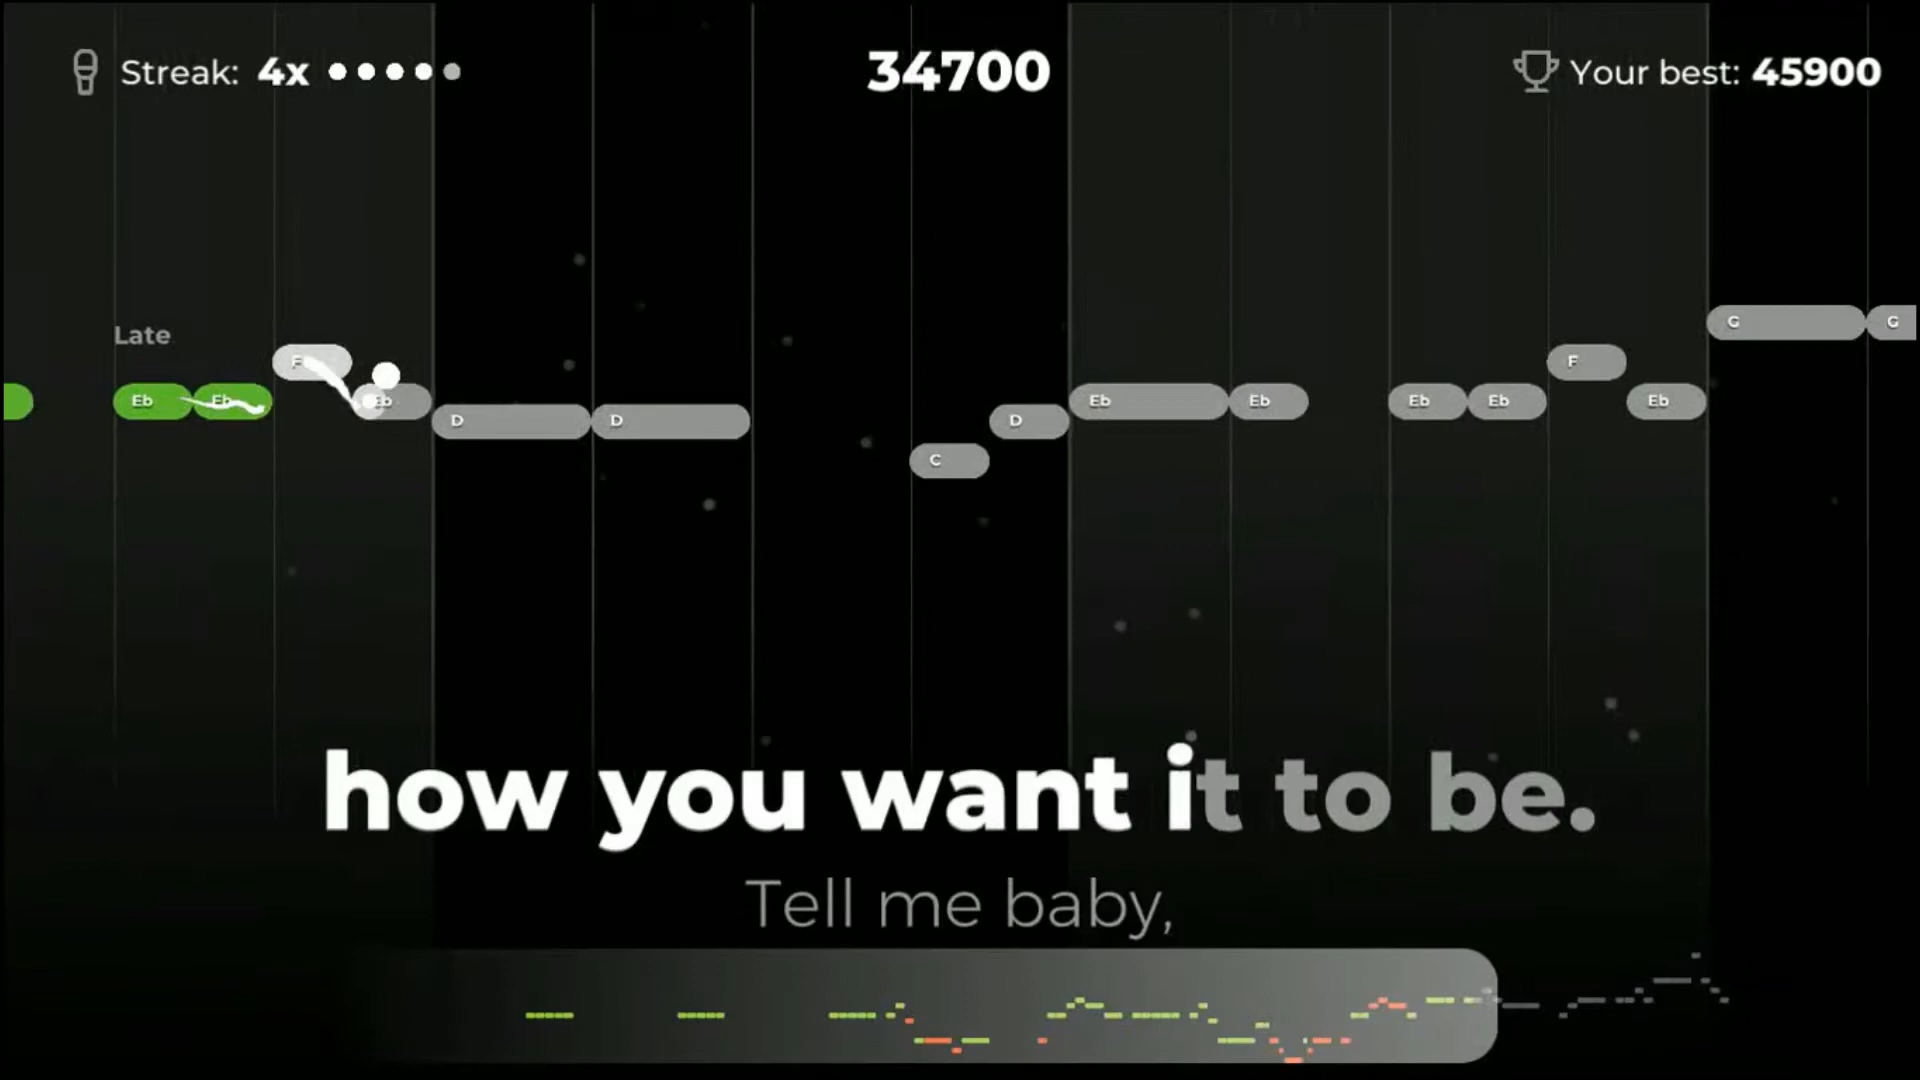 Streak: 4x
34700
Your best: 45900
Late
G G
F F
Eb Eb Eb Eb Eb Eb Eb Eb
D D D
C
how you want it to be.
Tell me baby,